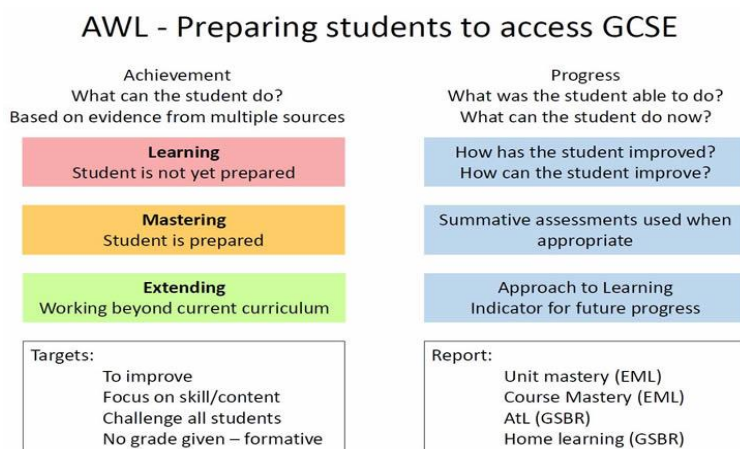 AWL - Preparing students to access GCSE
Achievement
What can the student do?
Based on evidence from multiple sources
Learning
Student is not yet prepared
Mastering
Student is prepared
Extending
Working beyond current curriculum
Targets:
To improve
Focus on skill/content
Challenge all students
No grade given – formative
Progress
What was the student able to do?
What can the student do now?
How has the student improved?
How can the student improve?
Summative assessments used when
appropriate
Approach to Learning
Indicator for future progress
Report:
Unit mastery (EML)
Course Mastery (EML)
AtL (GSBR)
Home learning (GSBR)